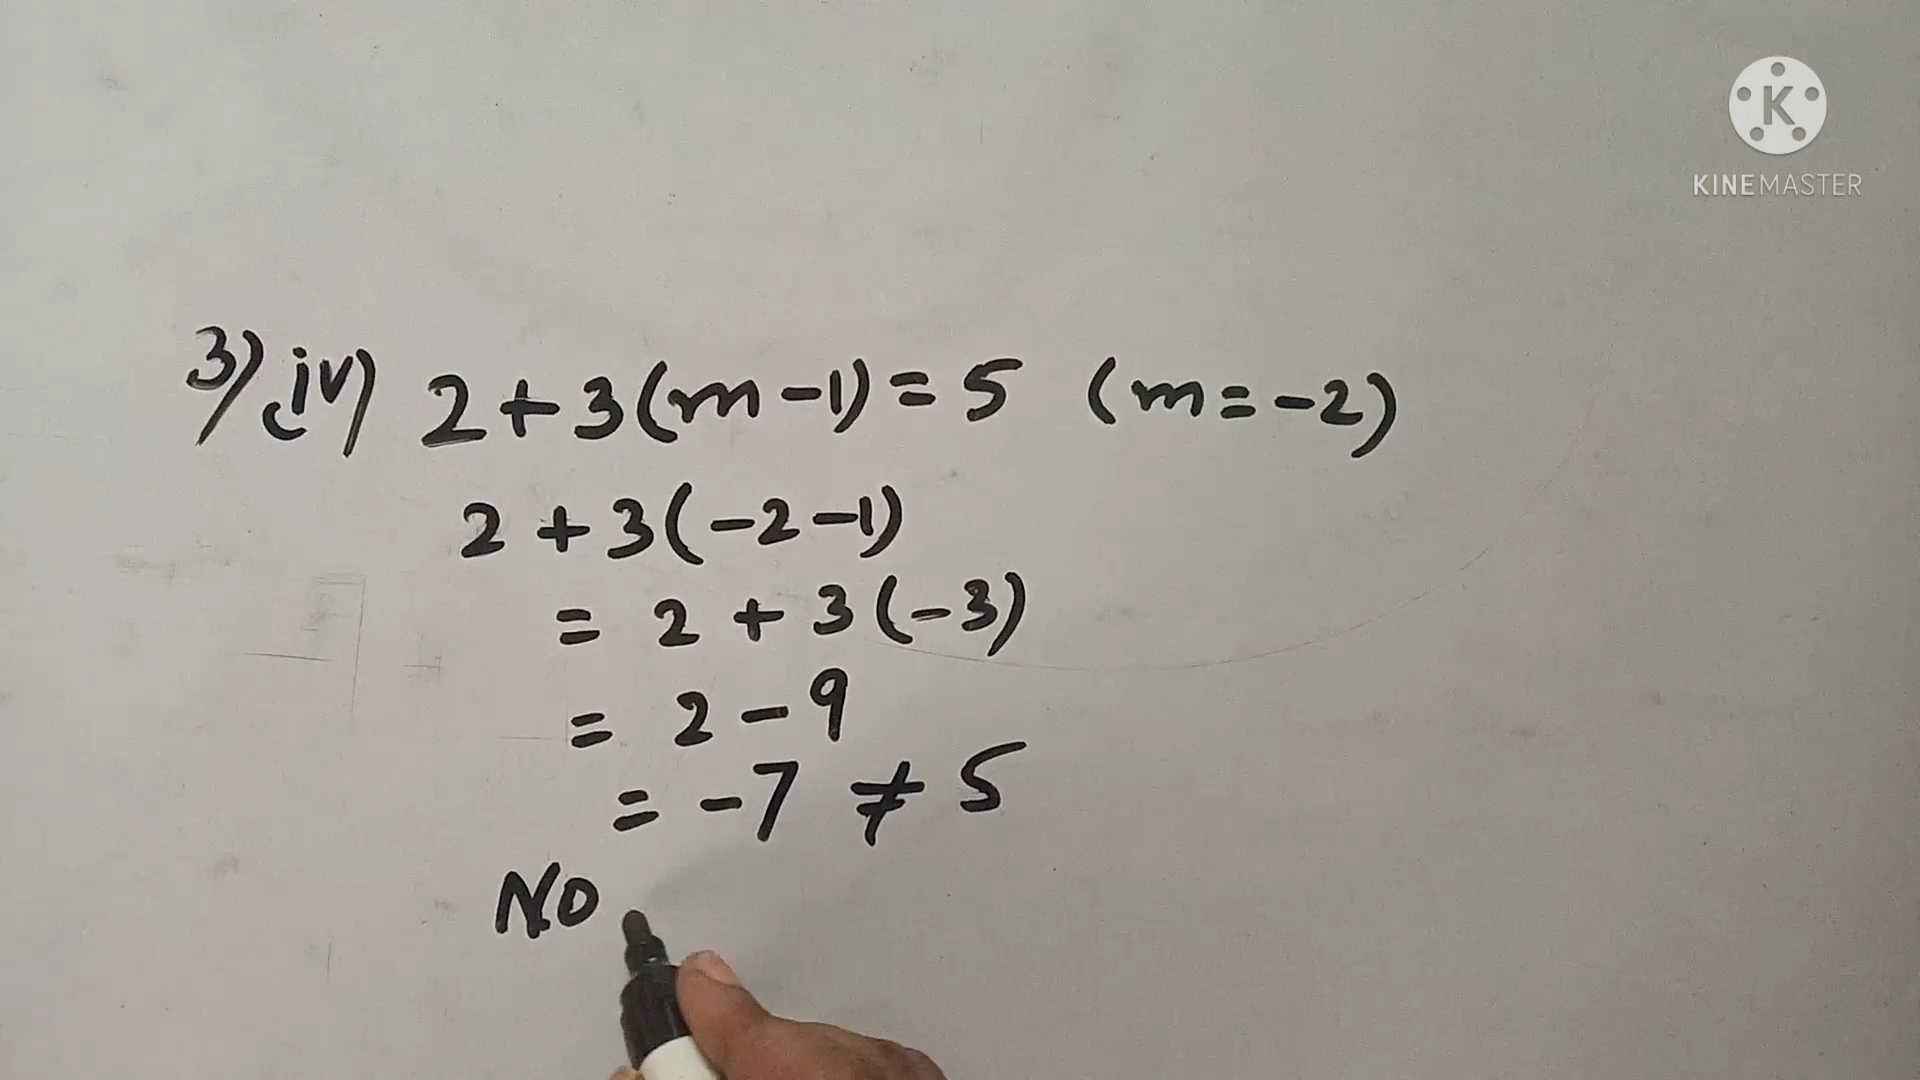 K
KINEMASTER
3) iv) 2+3(m-1)=5 (m=-2)
2+3(-2-1)
= 2+3(-3)
= 2-9
= -7 ≠ 5
NO